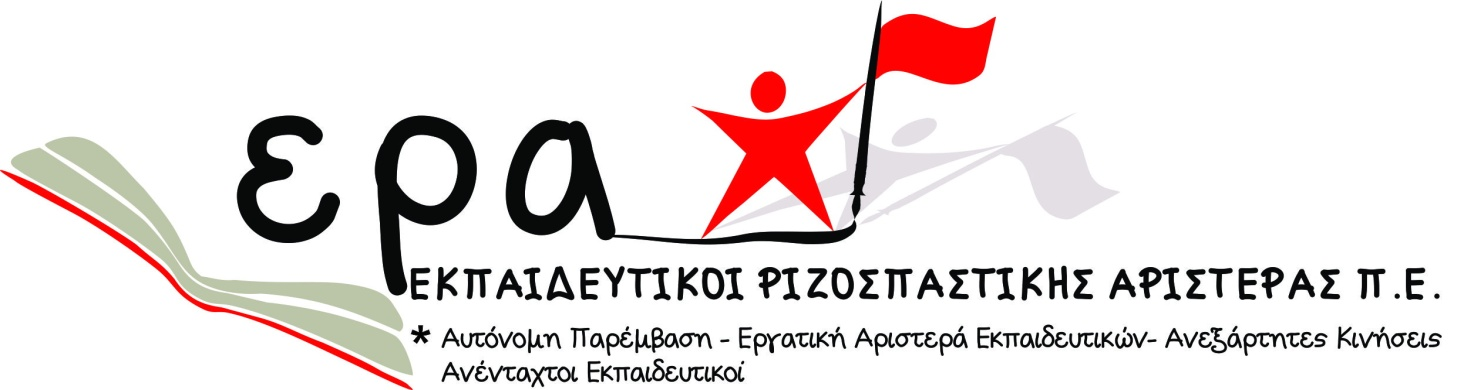 ερα
ΕΚΠΑΙΔΕΥΤΙΚΟΙ ΡΙΖΟΣΠΑΣΤΙΚΗΣ ΑΡΙΣΤΕΡΑΣ Π.Ε.
* Αυτόνομη Παρέμβαση - Εργατική Αριστερά Εκπαιδευτικών- Ανεξάρτητες Κινήσεις
Ανένταχτοι Εκπαιδευτικοί